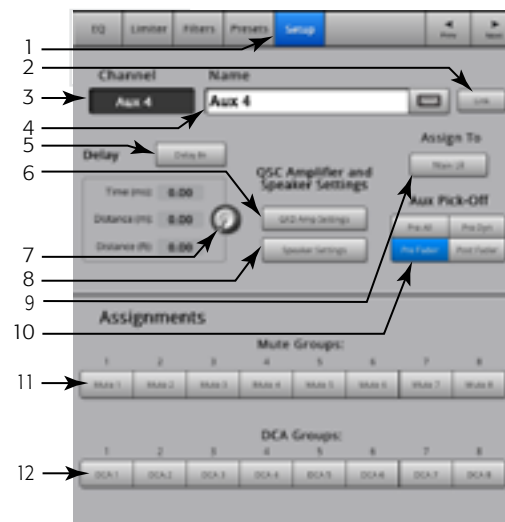 EQ Limiter Filters Presets Setup Prev Next
1
2
Channel Name
3 Aux 4 Aux 4 Link
4
5
Delay Delay In Assign To
6 Main LR
QSC Amplifier and
Speaker Settings
Aux Pick-Off
Time (ms) 0.00
Distance (m) 0.00 QSC Amp Settings Pre All Pre Dyn
7
Distance (ft) 0.00 Speaker Settings Pre Fader Post Fader
8
9
10
Assignments
Mute Groups:
1 2 3 4 5 6 7 8
11 Mute 1 Mute 2 Mute 3 Mute 4 Mute 5 Mute 6 Mute 7 Mute 8
DCA Groups:
1 2 3 4 5 6 7 8
12 DCA 1 DCA 2 DCA 3 DCA 4 DCA 5 DCA 6 DCA 7 DCA 8